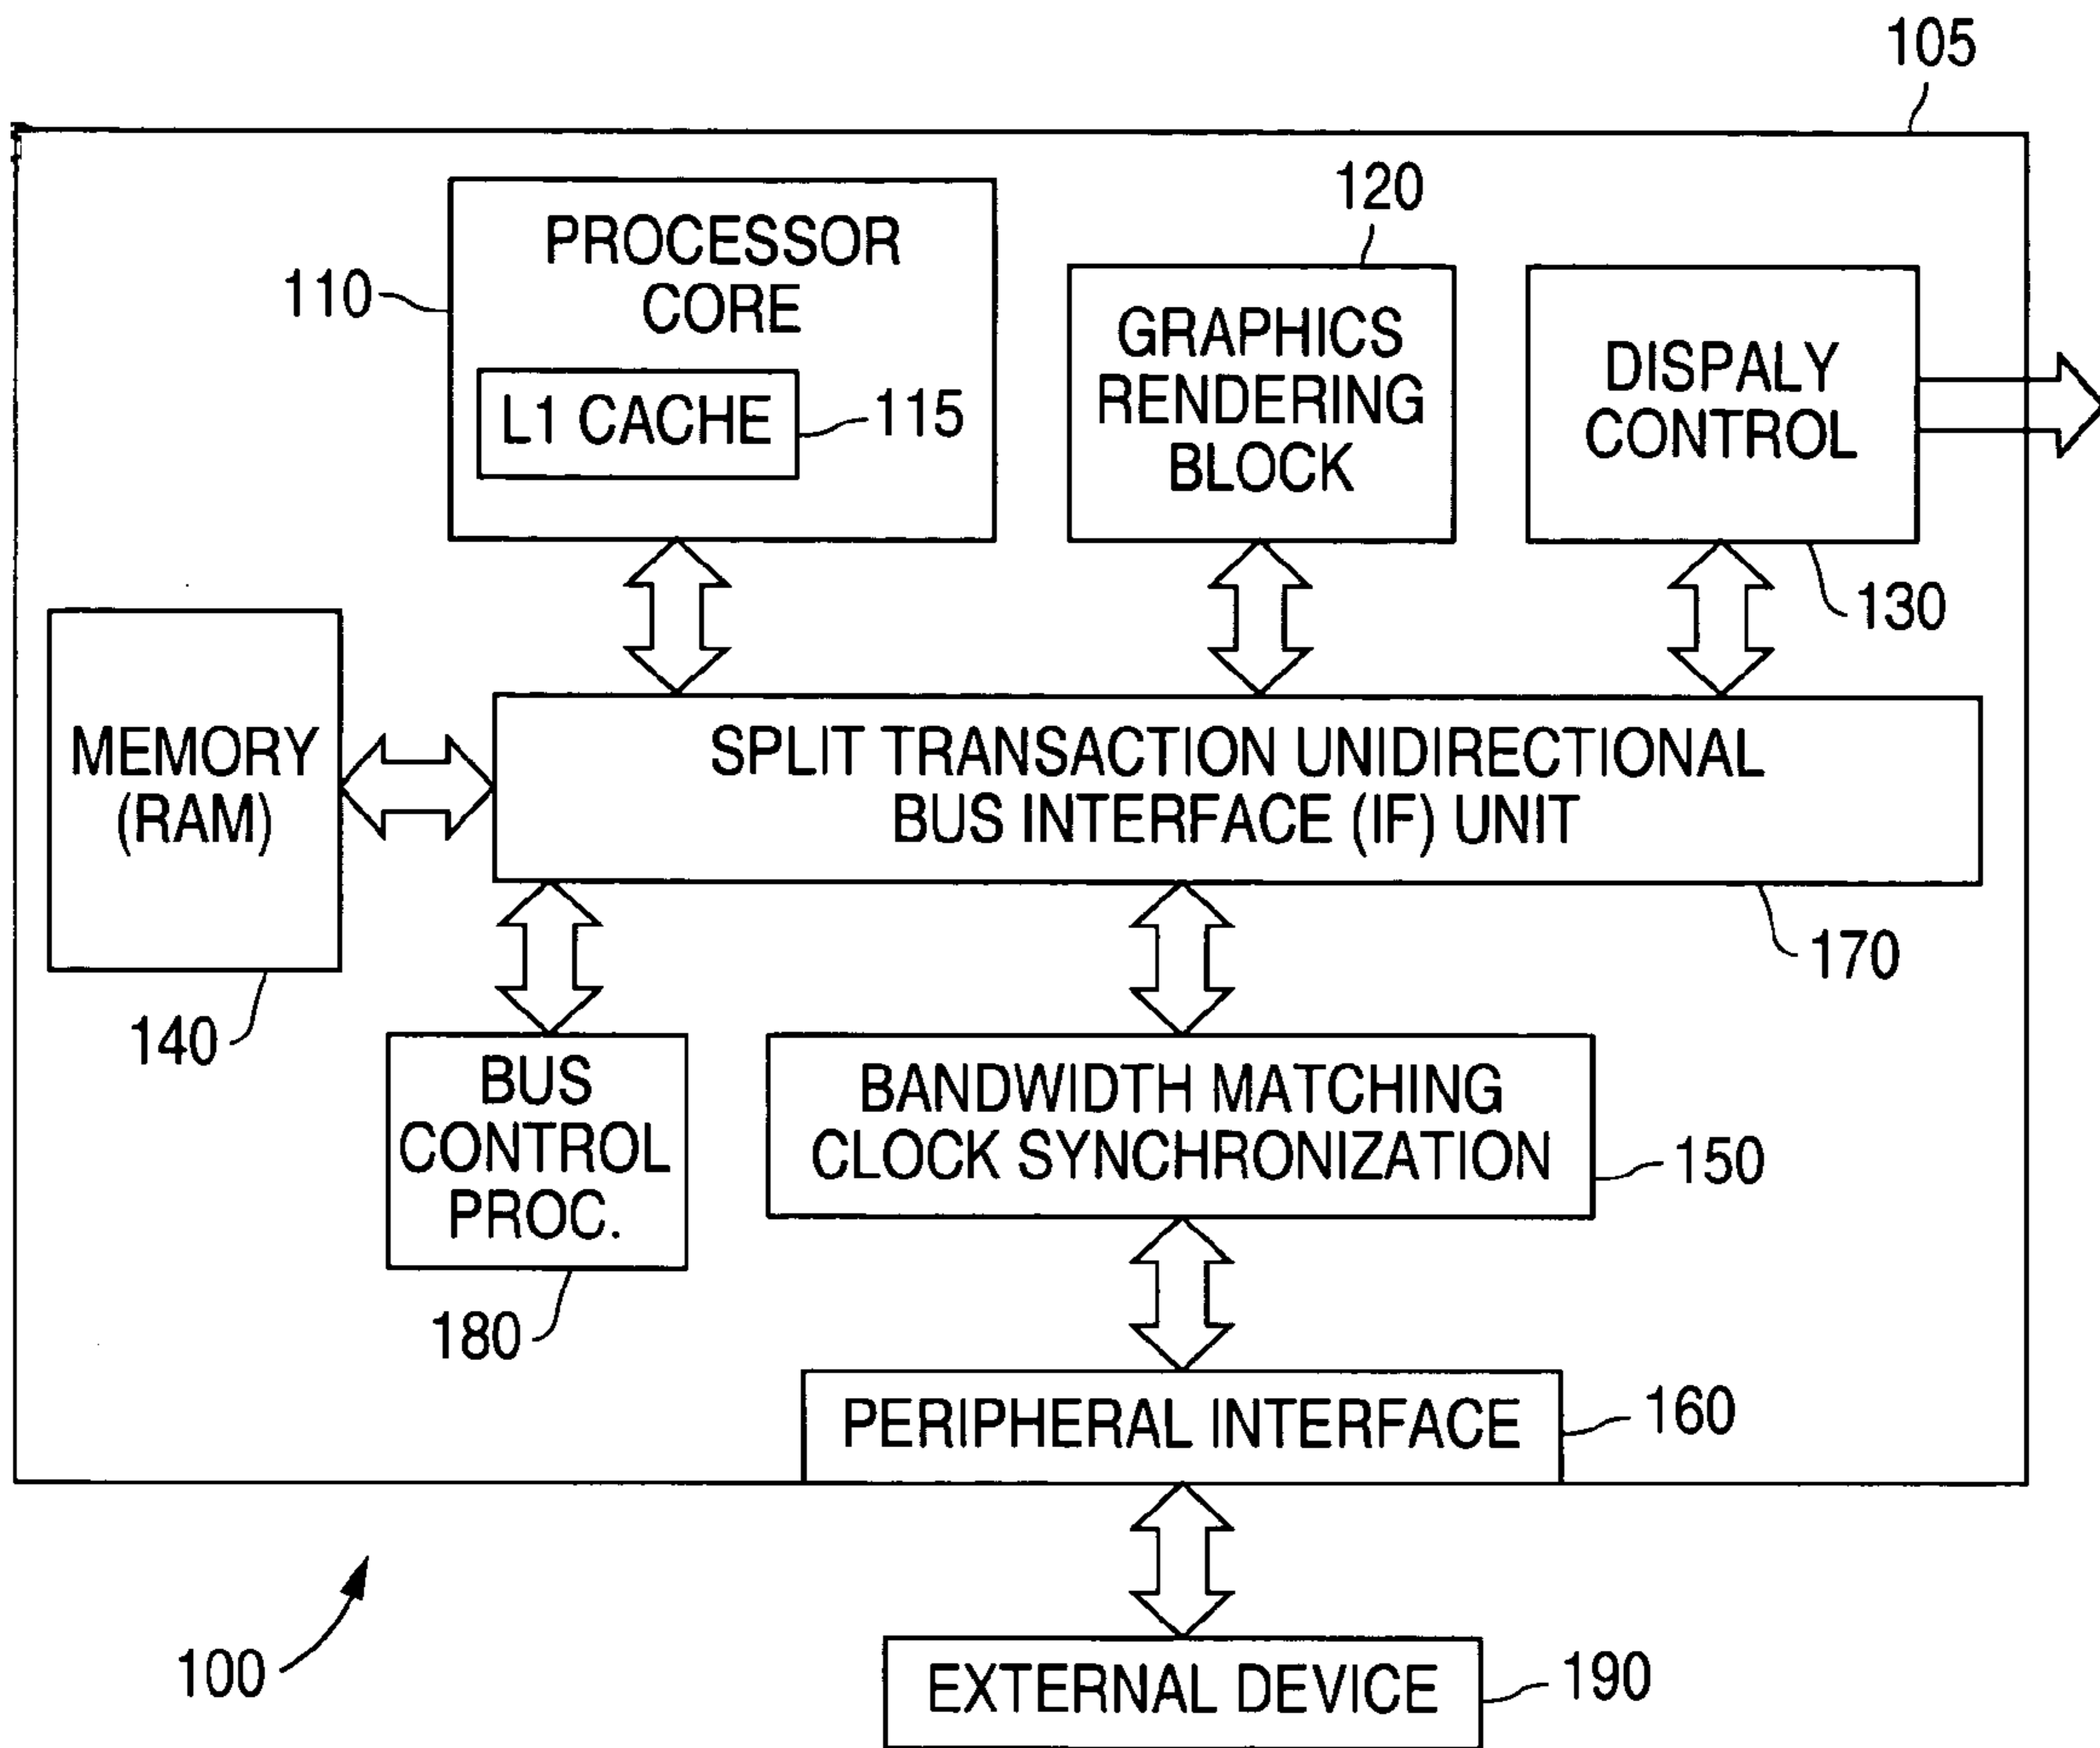 105
PROCESSOR
CORE
110
L1 CACHE
115
120
GRAPHICS
RENDERING
BLOCK
DISPALY
CONTROL
130
MEMORY
(RAM)
140
SPLIT TRANSACTION UNIDIRECTIONAL
BUS INTERFACE (IF) UNIT
170
BUS
CONTROL
PROC.
180
BANDWIDTH MATCHING
CLOCK SYNCHRONIZATION
150
PERIPHERAL INTERFACE
160
100
EXTERNAL DEVICE
190